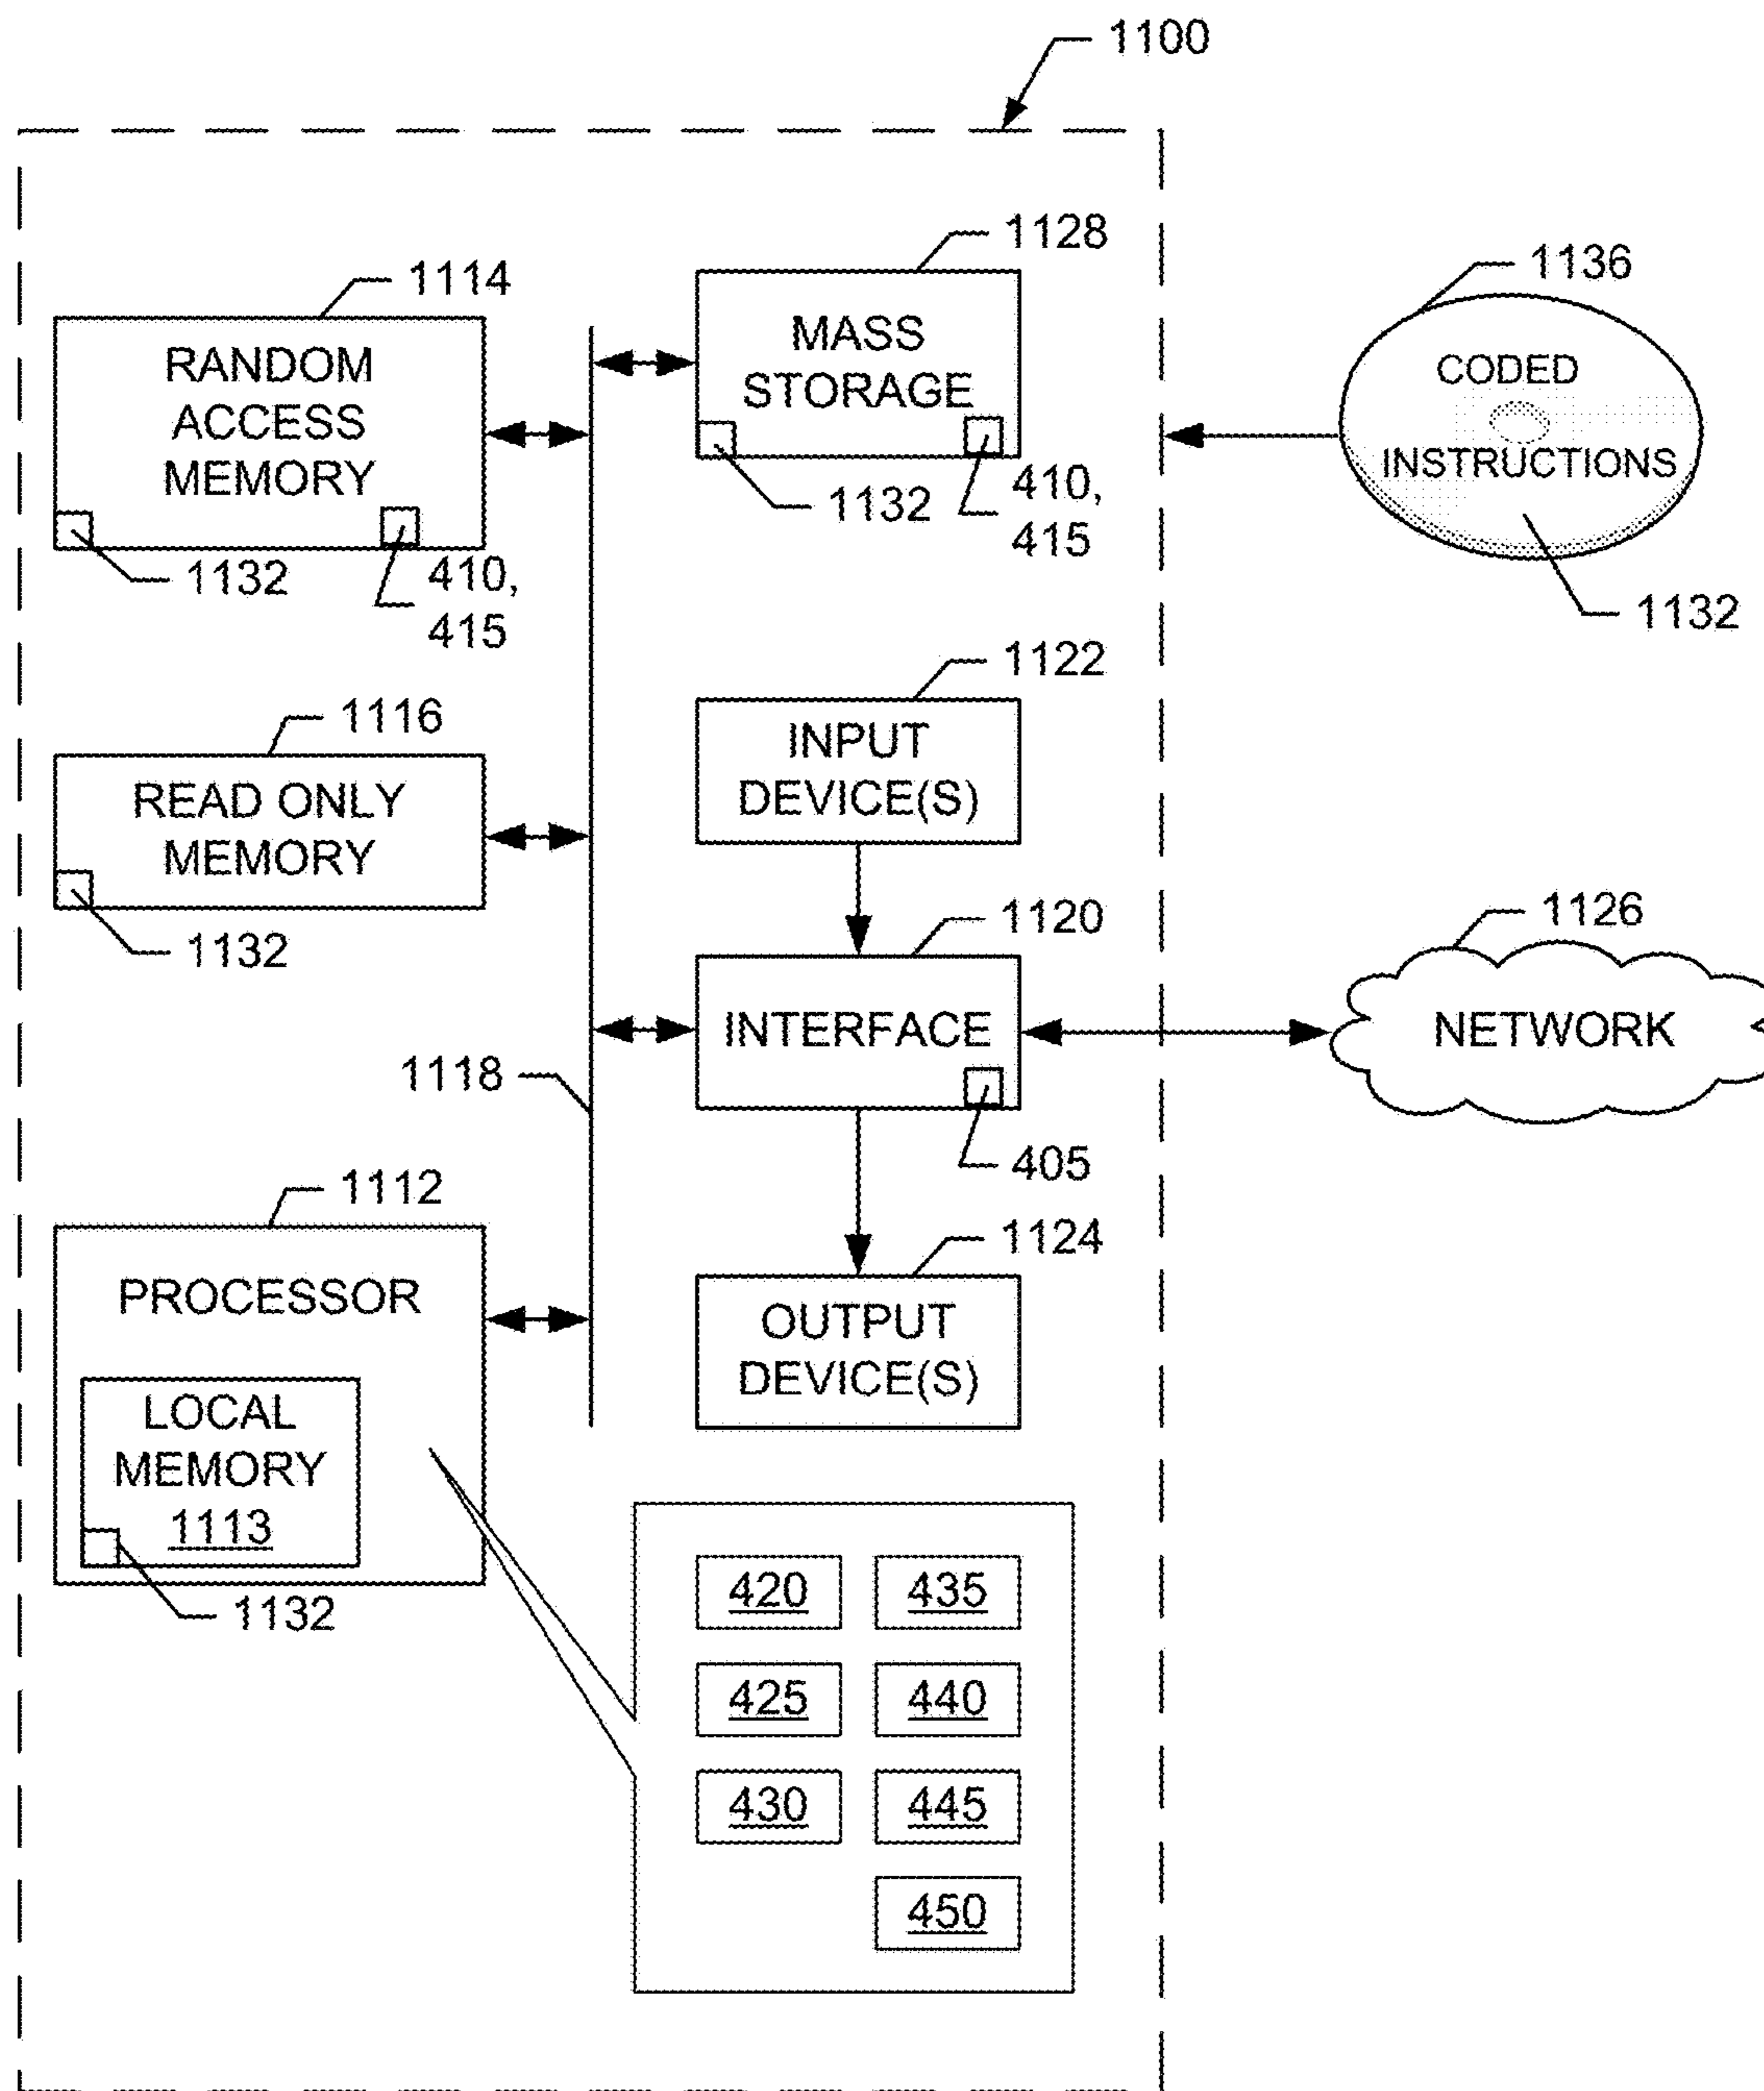 1100
1128
1114
1136
MASS
STORAGE
RANDOM
ACCESS
MEMORY
CODED
INSTRUCTIONS
1132
410,
415
1132
410,
415
1132
1122
1116
INPUT
DEVICE(S)
READ ONLY
MEMORY
1132
1120
1126
INTERFACE
NETWORK
1118
405
1112
1124
PROCESSOR
OUTPUT
DEVICE(S)
LOCAL
MEMORY
1113
1132
420
435
425
440
430
445
450